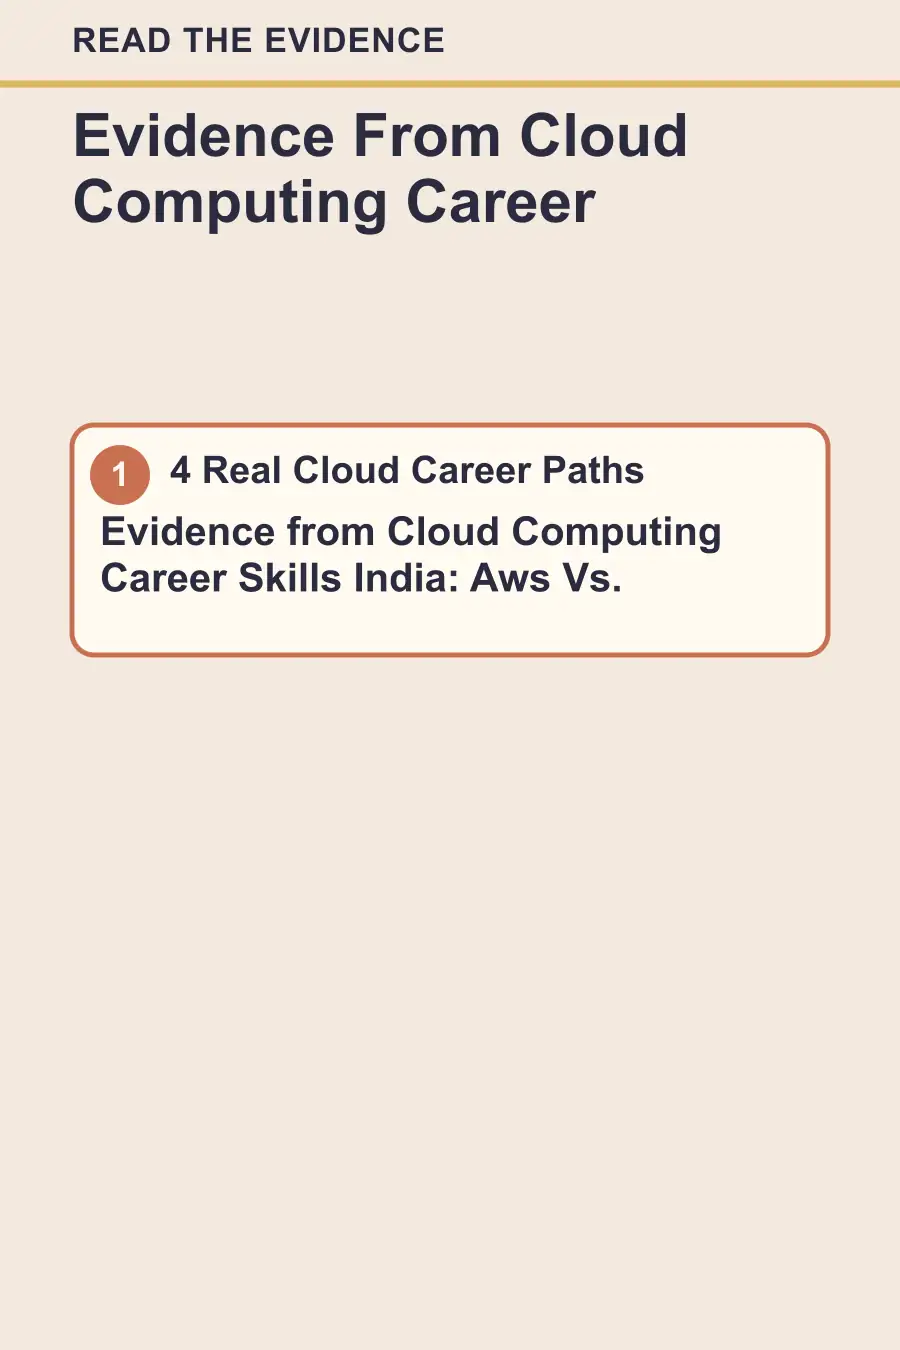 READ THE EVIDENCE
Evidence From Cloud
Computing Career
1 4 Real Cloud Career Paths
Evidence from Cloud Computing
Career Skills India: Aws Vs.